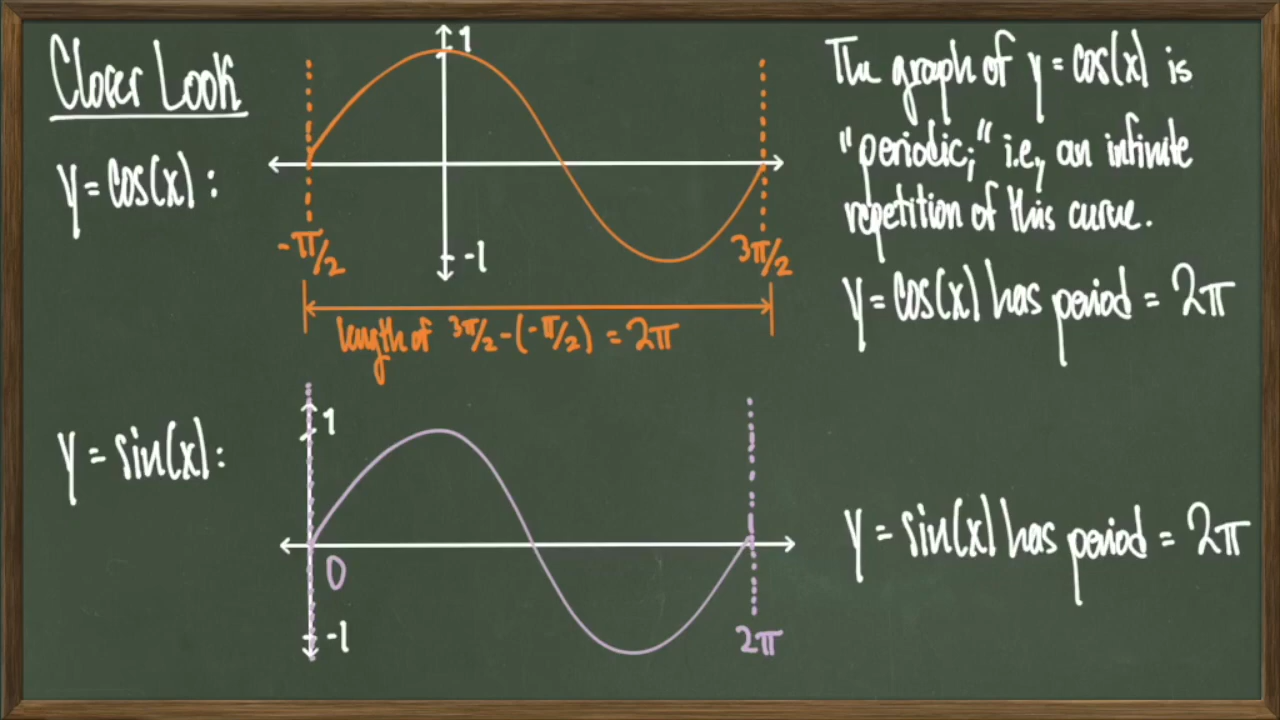 Closer Look
y = cos(x) :
1
-1
-π/2
3π/2
length of 3π/2 - (-π/2) = 2π
The graph of y = cos(x) is
"periodic;" i.e., an infinite
repetition of this curve.
y = cos(x) has period = 2π
y = sin(x) :
1
0
-1
2π
y = sin(x) has period = 2π